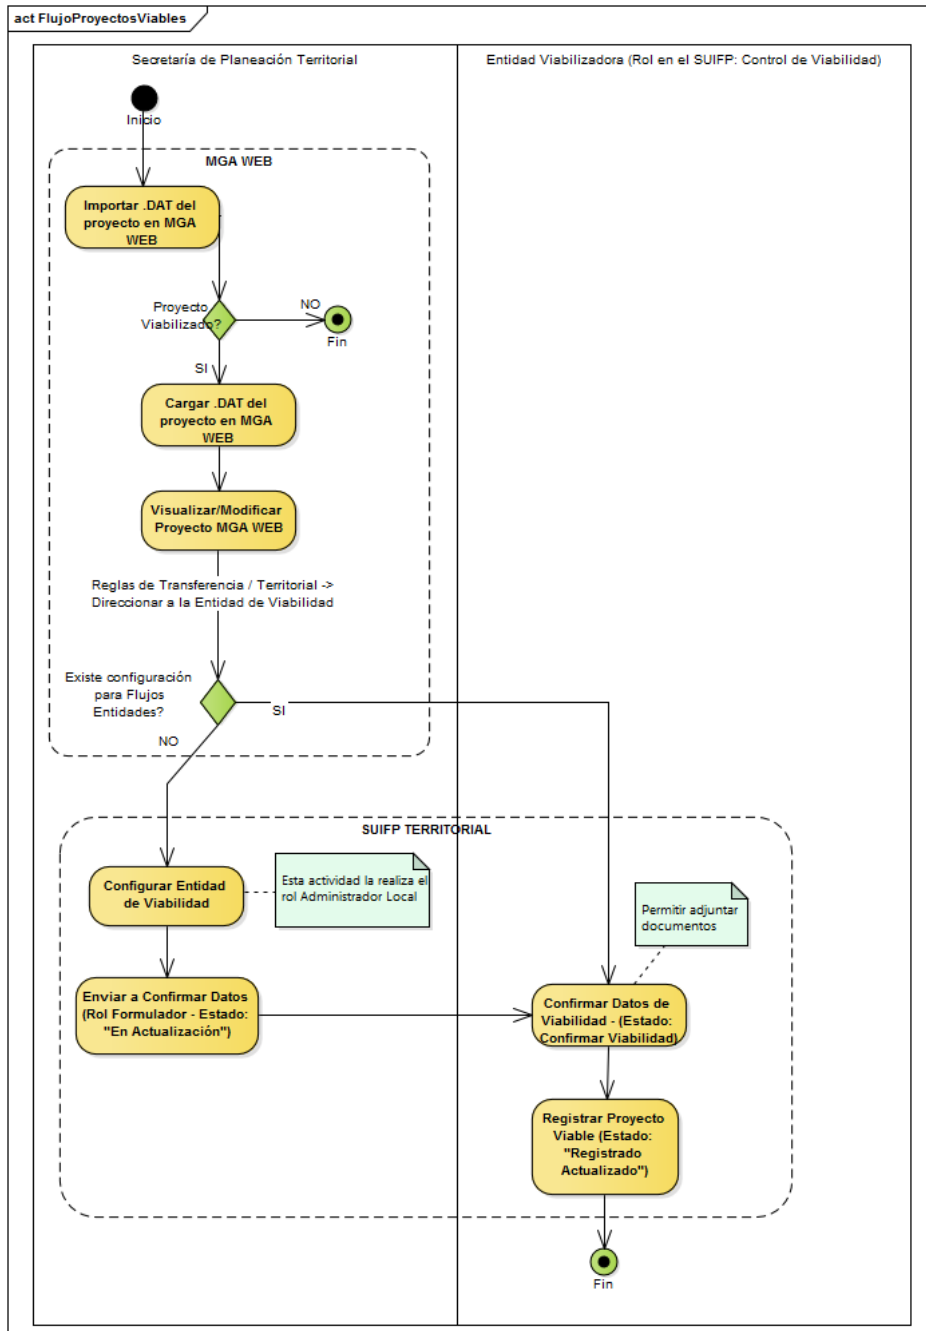 act FlujoProyectosViables
Secretaría de Planeación Territorial
Entidad Viabilizadora (Rol en el SUIFP: Control de Viabilidad)
Inicio
MGA WEB
Importar .DAT del
proyecto en MGA
WEB
Proyecto
Viabilizado?
NO
Fin
SI
Cargar .DAT del
proyecto en MGA
WEB
Visualizar/Modificar
Proyecto MGA WEB
Reglas de Transferencia / Territorial ->
Direccionar a la Entidad de Viabilidad
Existe configuración
para Flujos
Entidades?
SI
NO
SUIFP TERRITORIAL
Configurar Entidad
de Viabilidad
Esta actividad la realiza el
rol Administrador Local
Permitir adjuntar
documentos
Enviar a Confirmar Datos
(Rol Formulador - Estado:
"En Actualización")
Confirmar Datos de
Viabilidad - (Estado:
Confirmar Viabilidad)
Registrar Proyecto
Viable (Estado:
"Registrado
Actualizado")
Fin